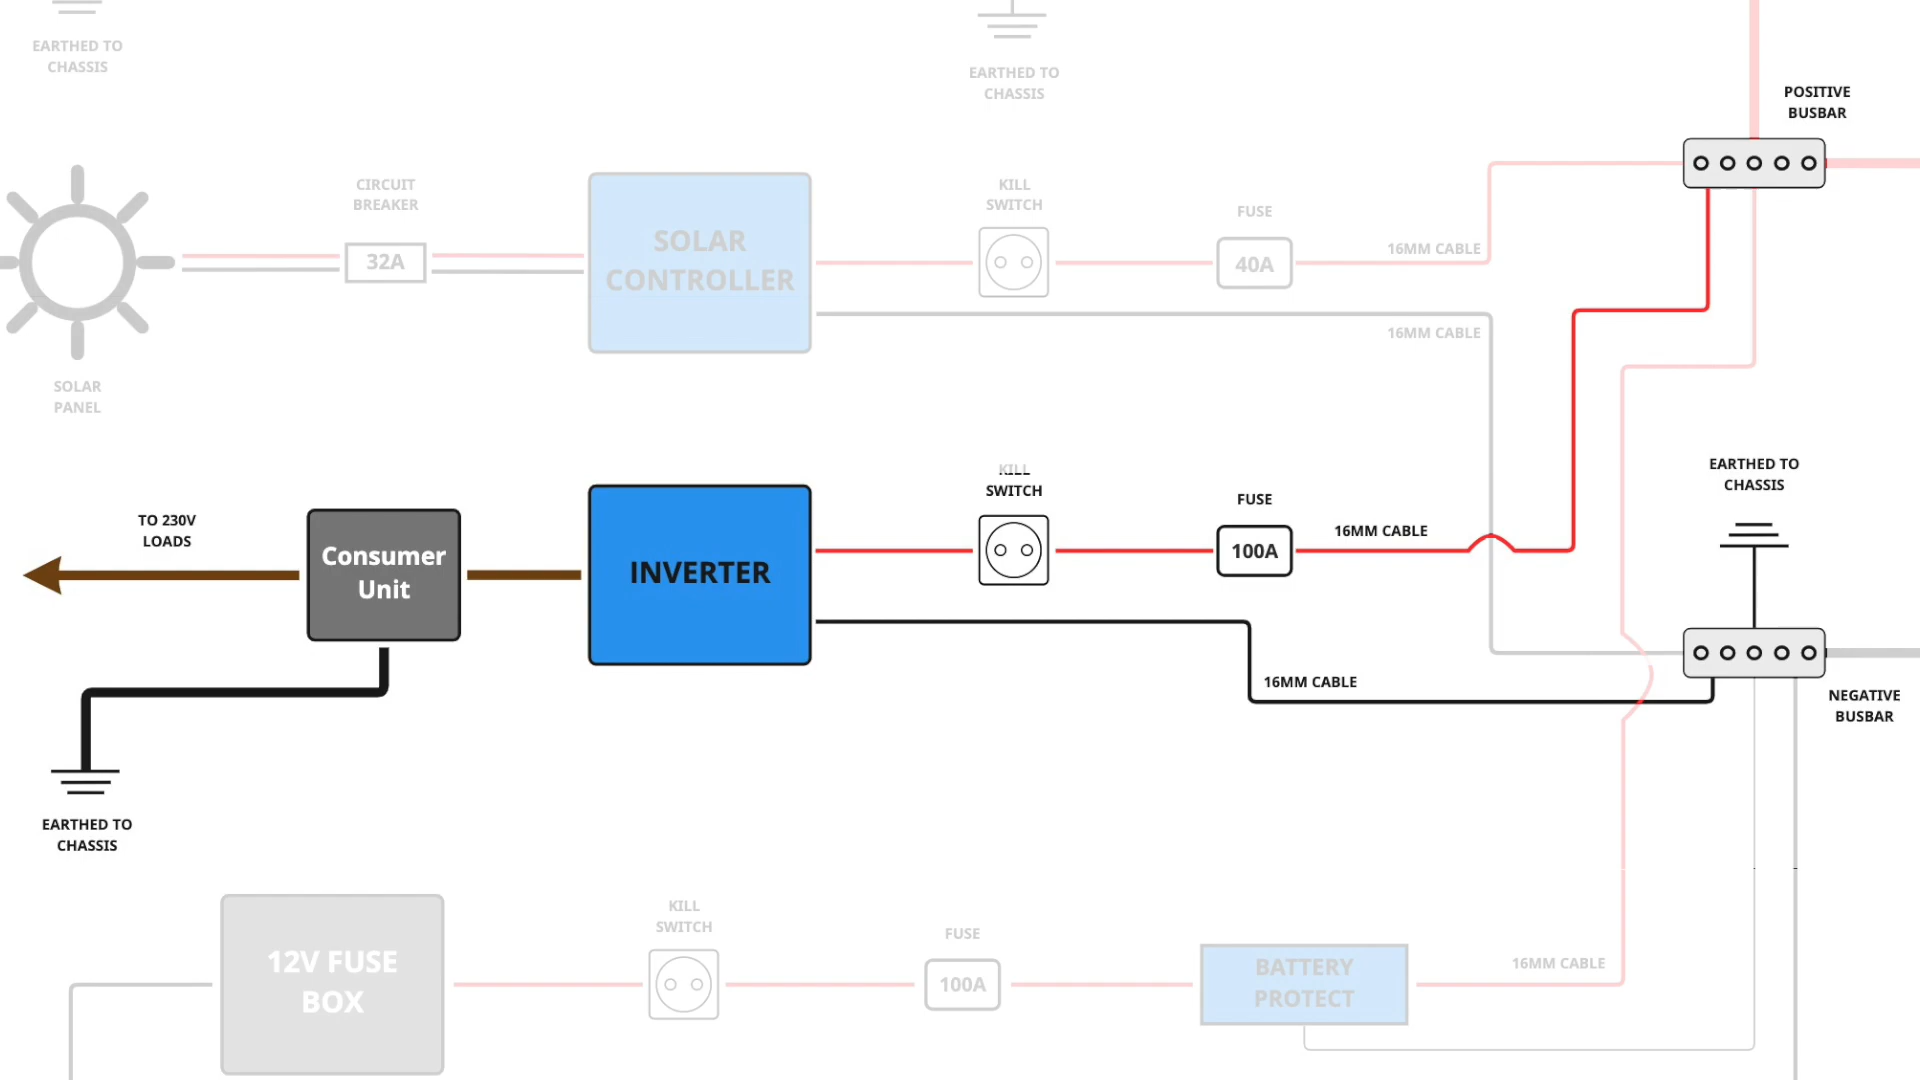 EARTHED TO
CHASSIS
EARTHED TO
CHASSIS
POSITIVE
BUSBAR
CIRCUIT
BREAKER
32A
SOLAR
CONTROLLER
KILL
SWITCH
FUSE
40A
16MM CABLE
16MM CABLE
SOLAR
PANEL
TO 230V
LOADS
Consumer
Unit
INVERTER
KILL
SWITCH
FUSE
100A
16MM CABLE
EARTHED TO
CHASSIS
16MM CABLE
NEGATIVE
BUSBAR
EARTHED TO
CHASSIS
12V FUSE
BOX
KILL
SWITCH
FUSE
100A
BATTERY
PROTECT
16MM CABLE